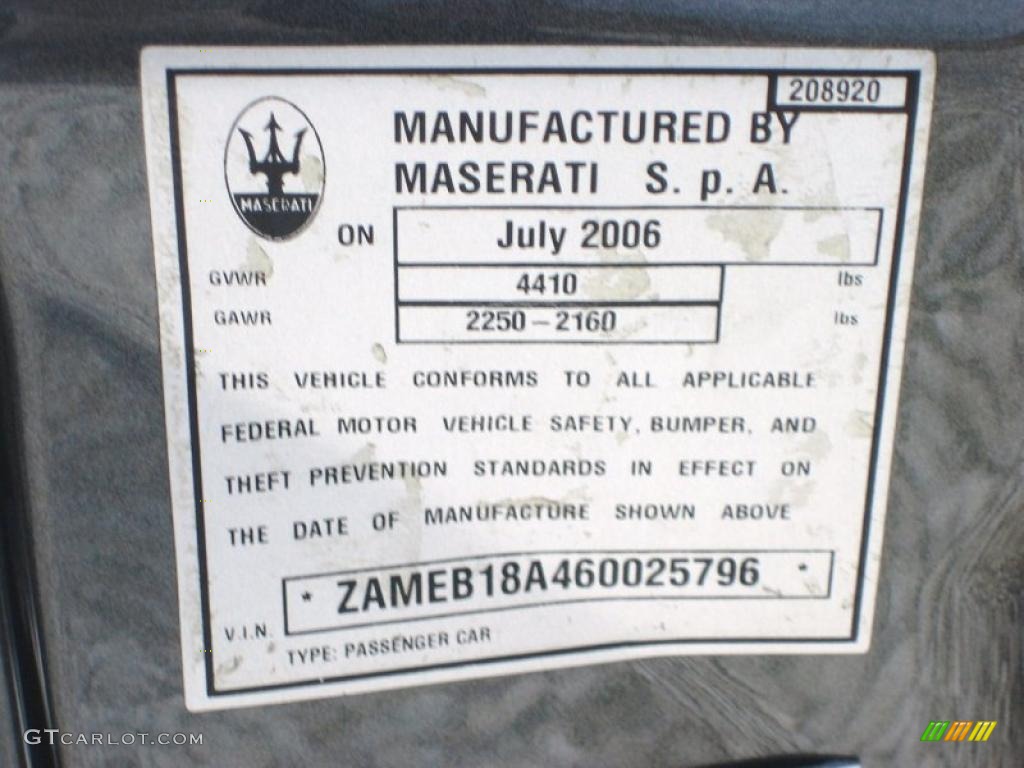 208920
MANUFACTURED BY
MASERATI S. p. A.
MASERATI
ON July 2006
GVWR 4410 lbs
GAWR 2250-2160 lbs
THIS VEHICLE CONFORMS TO ALL APPLICABLE
FEDERAL MOTOR VEHICLE SAFETY, BUMPER, AND
THEFT PREVENTION STANDARDS IN EFFECT ON
THE DATE OF MANUFACTURE SHOWN ABOVE
V.I.N. * ZAMEB18A460025796 *
TYPE: PASSENGER CAR
GTCARLOT.COM